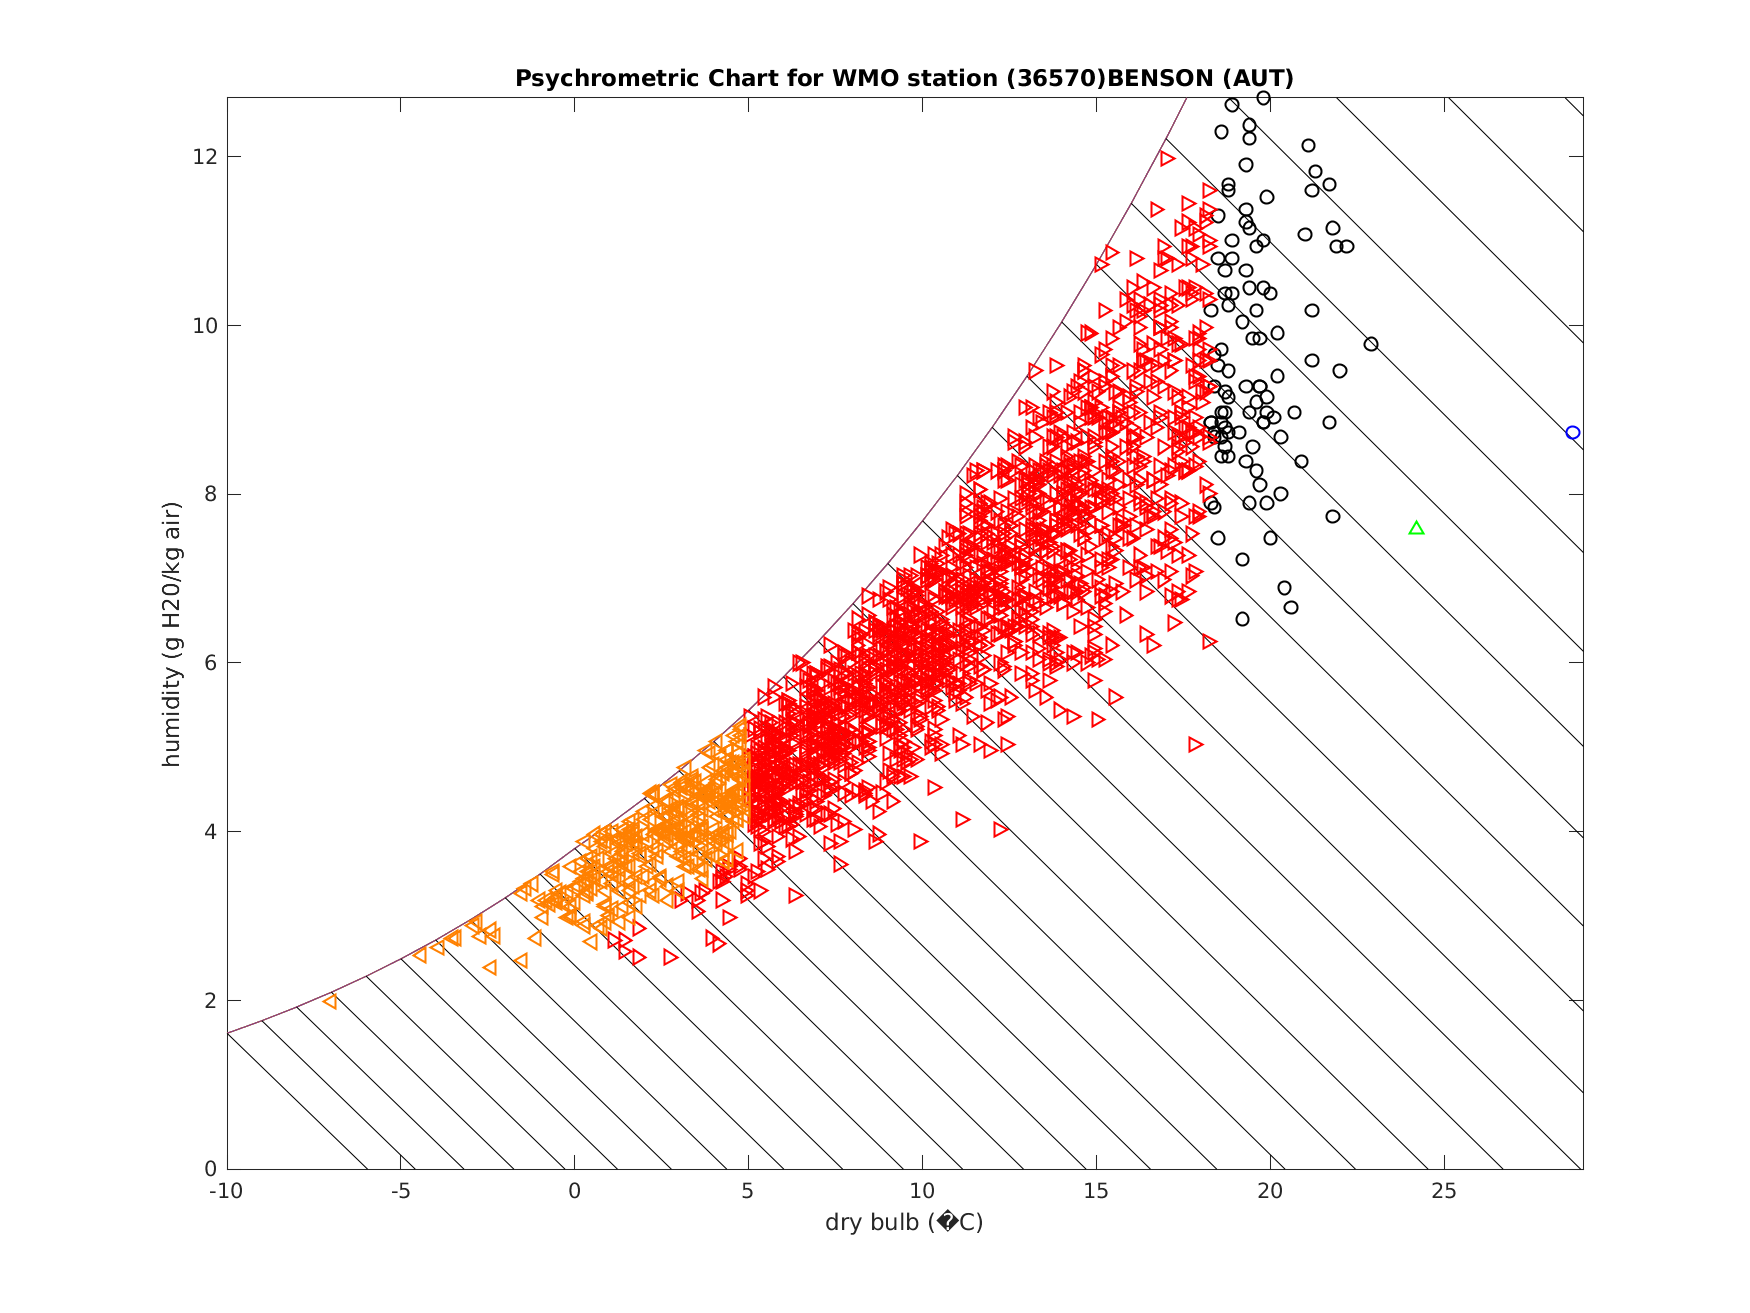 Psychrometric Chart for WMO station (36570)BENSON (AUT)
12
10
8
6
4
2
0
humidity (g H20/kg air)
-10 -5 0 5 10 15 20 25
dry bulb (�C)